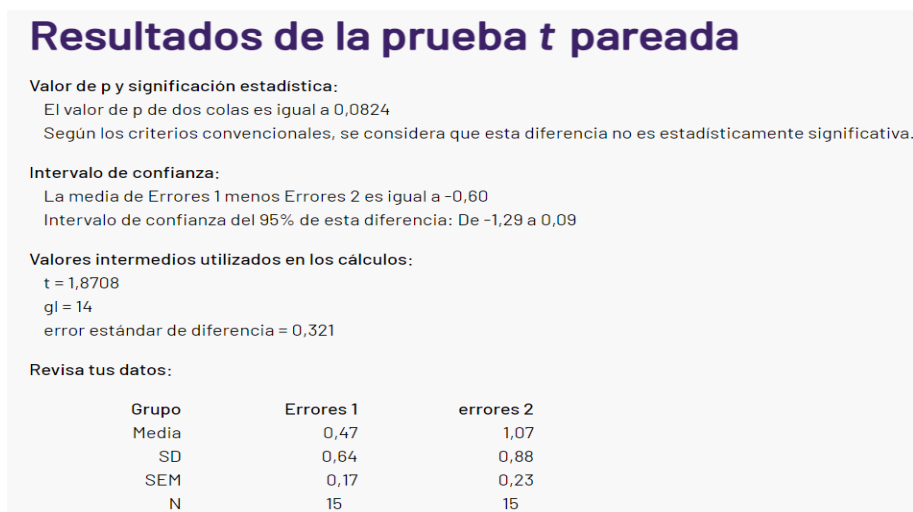 Resultados de la prueba t pareada
Valor de p y significación estadística:
El valor de p de dos colas es igual a 0,0824
Según los criterios convencionales, se considera que esta diferencia no es estadísticamente significativa.
Intervalo de confianza:
La media de Errores 1 menos Errores 2 es igual a -0,60
Intervalo de confianza del 95% de esta diferencia: De -1,29 a 0,09
Valores intermedios utilizados en los cálculos:
t = 1,8708
gl = 14
error estándar de diferencia = 0,321
Revisa tus datos:
Grupo Errores 1 errores 2
Media 0,47 1,07
SD 0,64 0,88
SEM 0,17 0,23
N 15 15